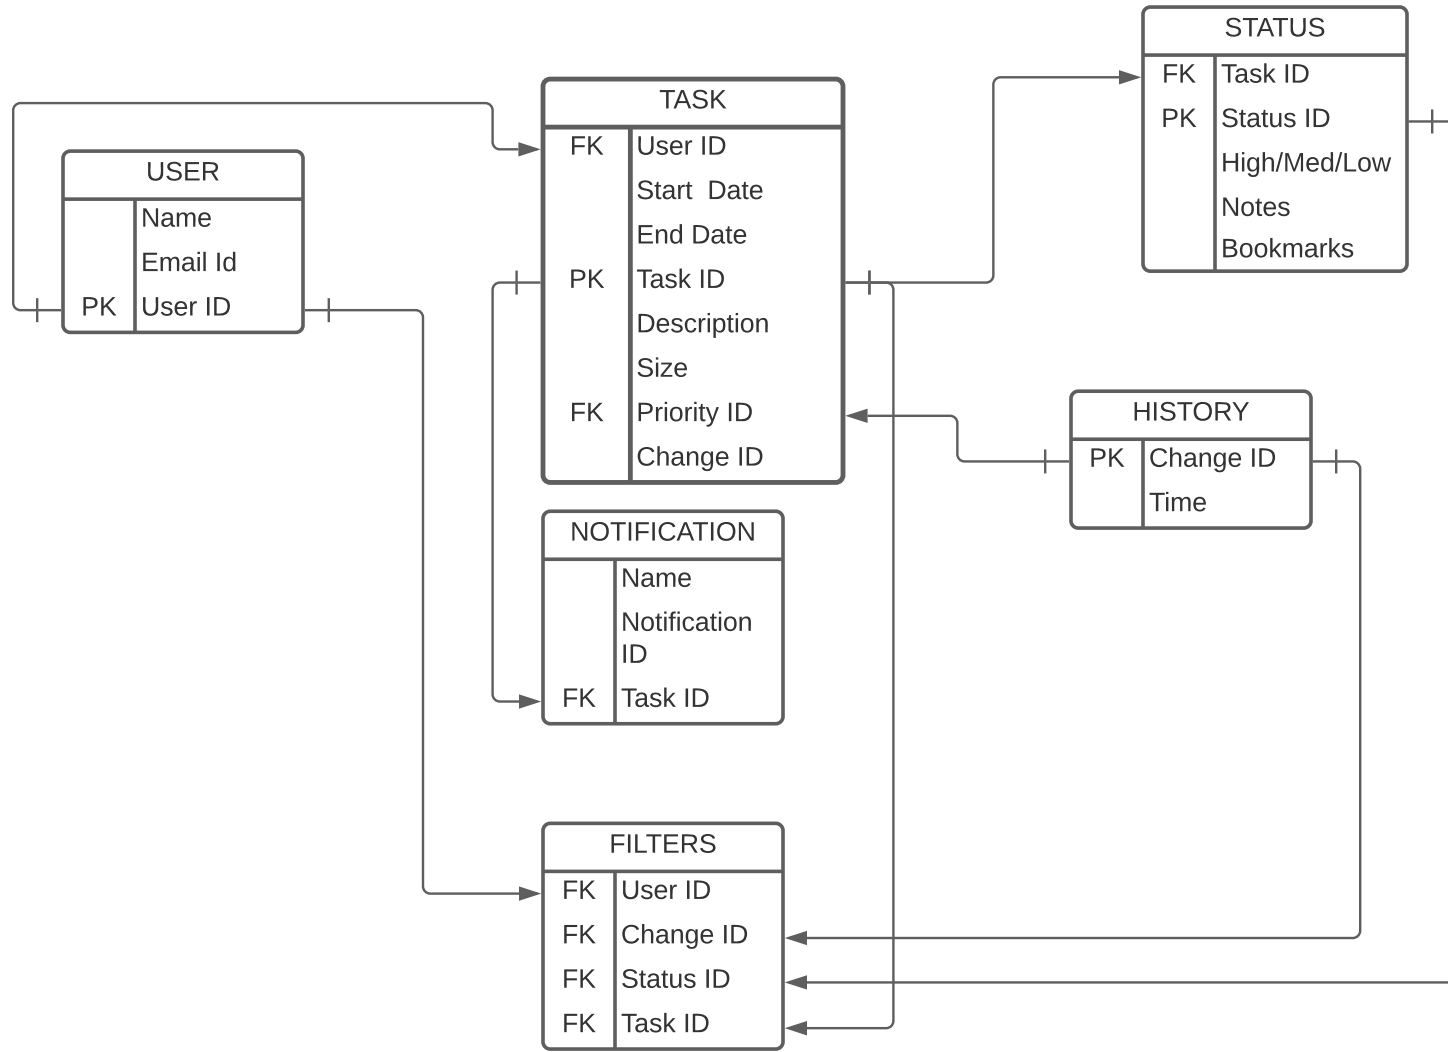 STATUS
FK Task ID
PK Status ID
High/Med/Low
Notes
Bookmarks
TASK
FK User ID
Start  Date
End Date
PK Task ID
Description
Size
FK Priority ID
Change ID
USER
Name
Email Id
PK User ID
HISTORY
PK Change ID
Time
NOTIFICATION
Name
Notification
ID
FK Task ID
FILTERS
FK User ID
FK Change ID
FK Status ID
FK Task ID